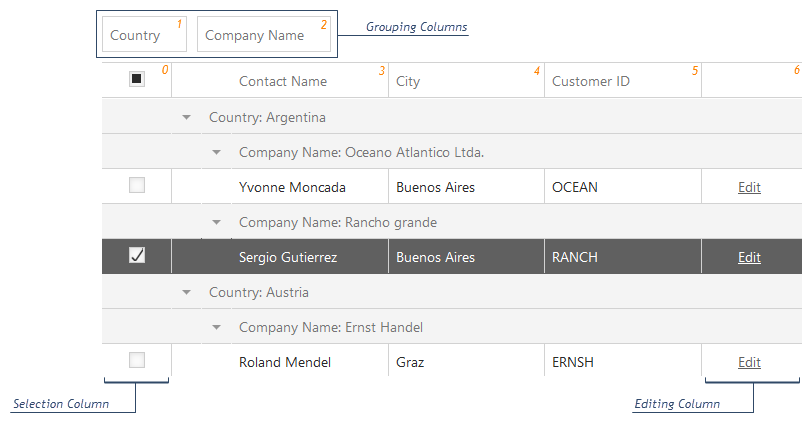 Country 1 Company Name 2 Grouping Columns
0 Contact Name 3 City 4 Customer ID 5 6
Country: Argentina
Company Name: Oceano Atlantico Ltda.
Yvonne Moncada Buenos Aires OCEAN Edit
Company Name: Rancho grande
Sergio Gutierrez Buenos Aires RANCH Edit
Country: Austria
Company Name: Ernst Handel
Roland Mendel Graz ERNSH Edit
Selection Column Editing Column